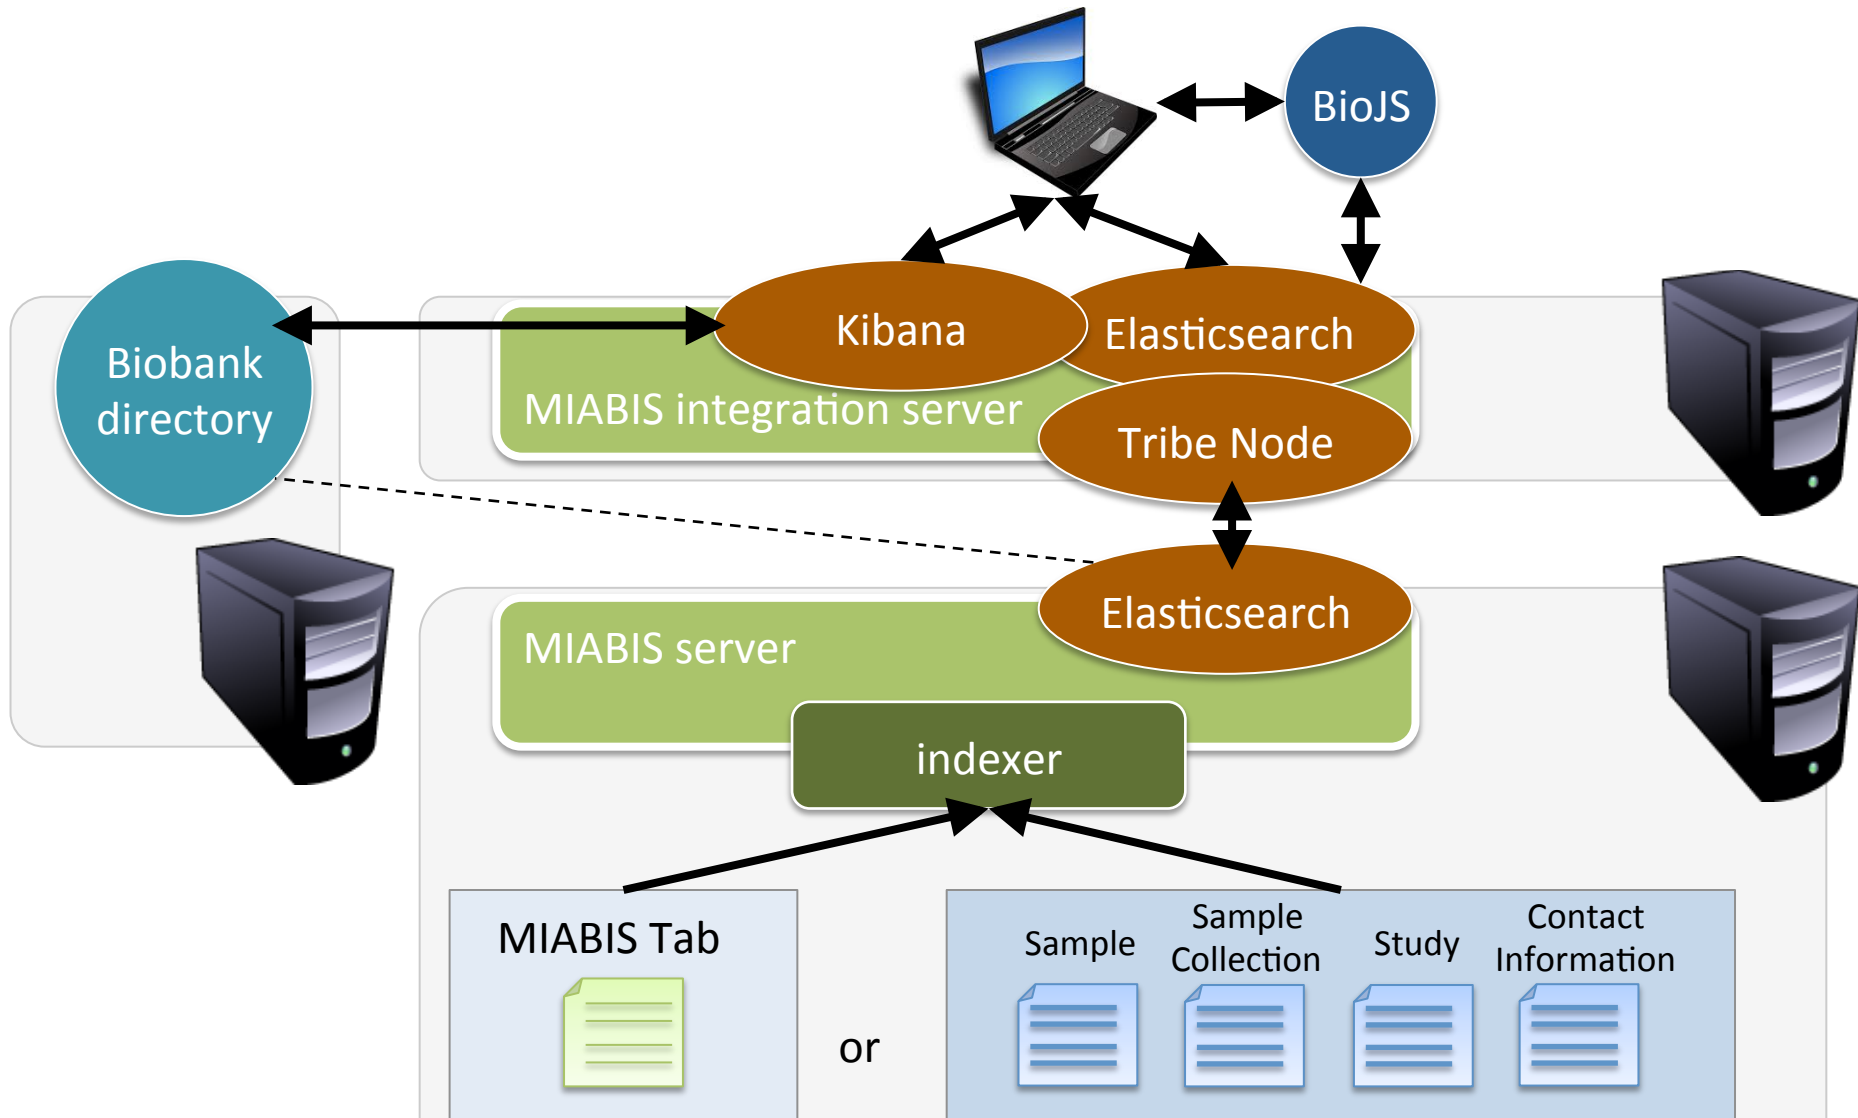 BioJS
Kibana
Elasticsearch
Biobank
directory
MIABIS integration server
Tribe Node
Elasticsearch
MIABIS server
indexer
MIABIS Tab
or
Sample
Sample
Collection
Study
Contact
Information